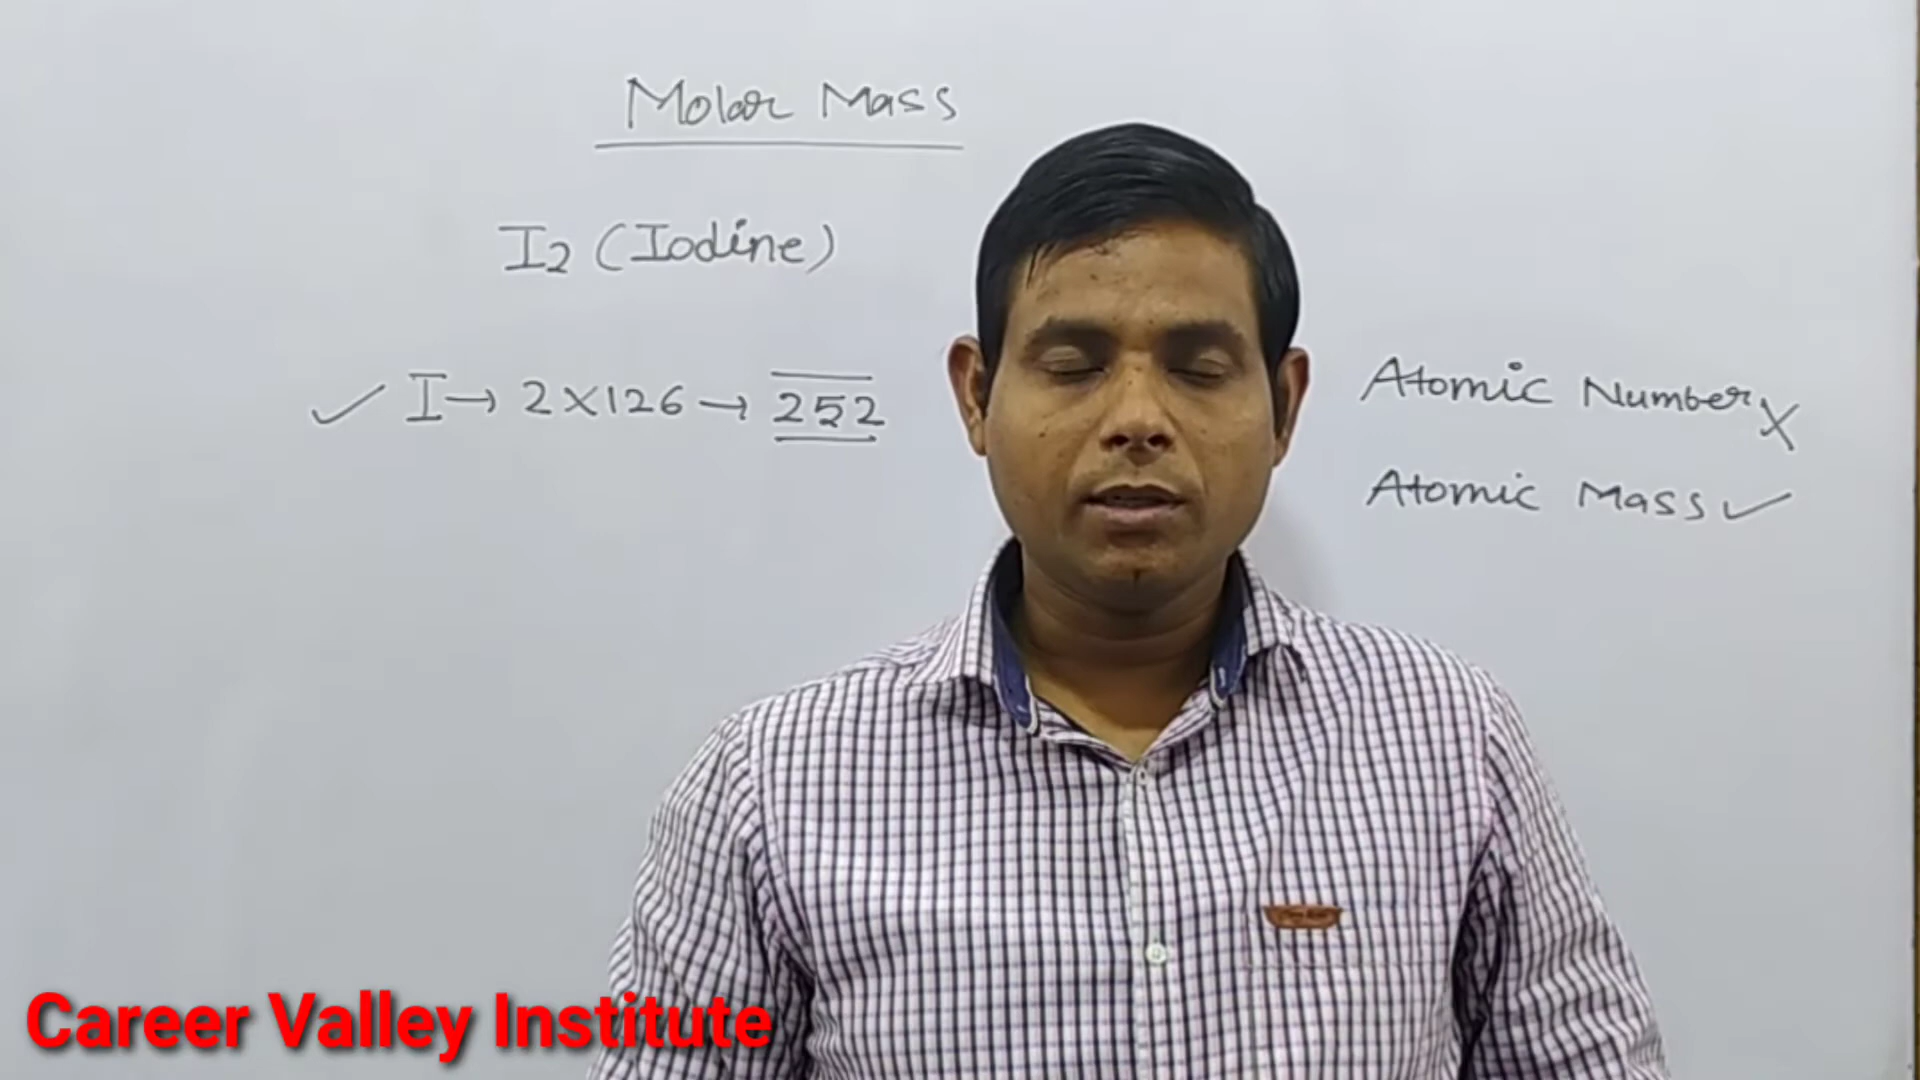 Molar Mass
I2 (Iodine)
✓ I → 2×126 → 252
Atomic Number X
Atomic Mass ✓
Career Valley Institute